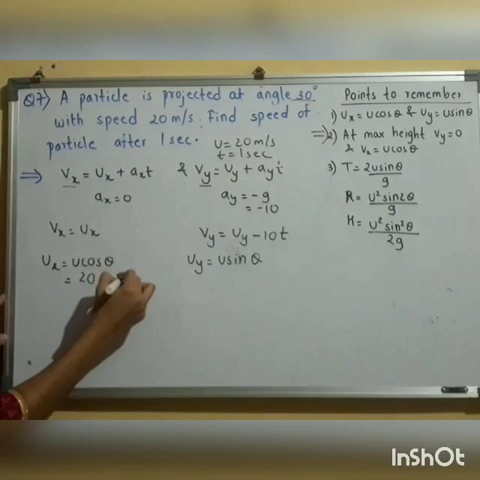 Q7) A particle is projected at angle 30°
with speed 20 m/s. Find speed of
particle after 1 sec.
U = 20 m/s
t = 1 sec
⇒ Vx = Ux + axt & Vy = Uy + ayt
ax = 0
ay = -g
= -10
Vx = Ux
Vy = Uy - 10t
Ux = UCosθ
= 20
Uy = Usinθ
Points to remember
1) Ux = UCosθ & Uy = Usinθ
⇒ 2) At max height Vy = 0
& Vx = UCosθ
3) T = 2Usinθ/g
R = U²sin2θ/g
H = U²sin²θ/2g
InShOt